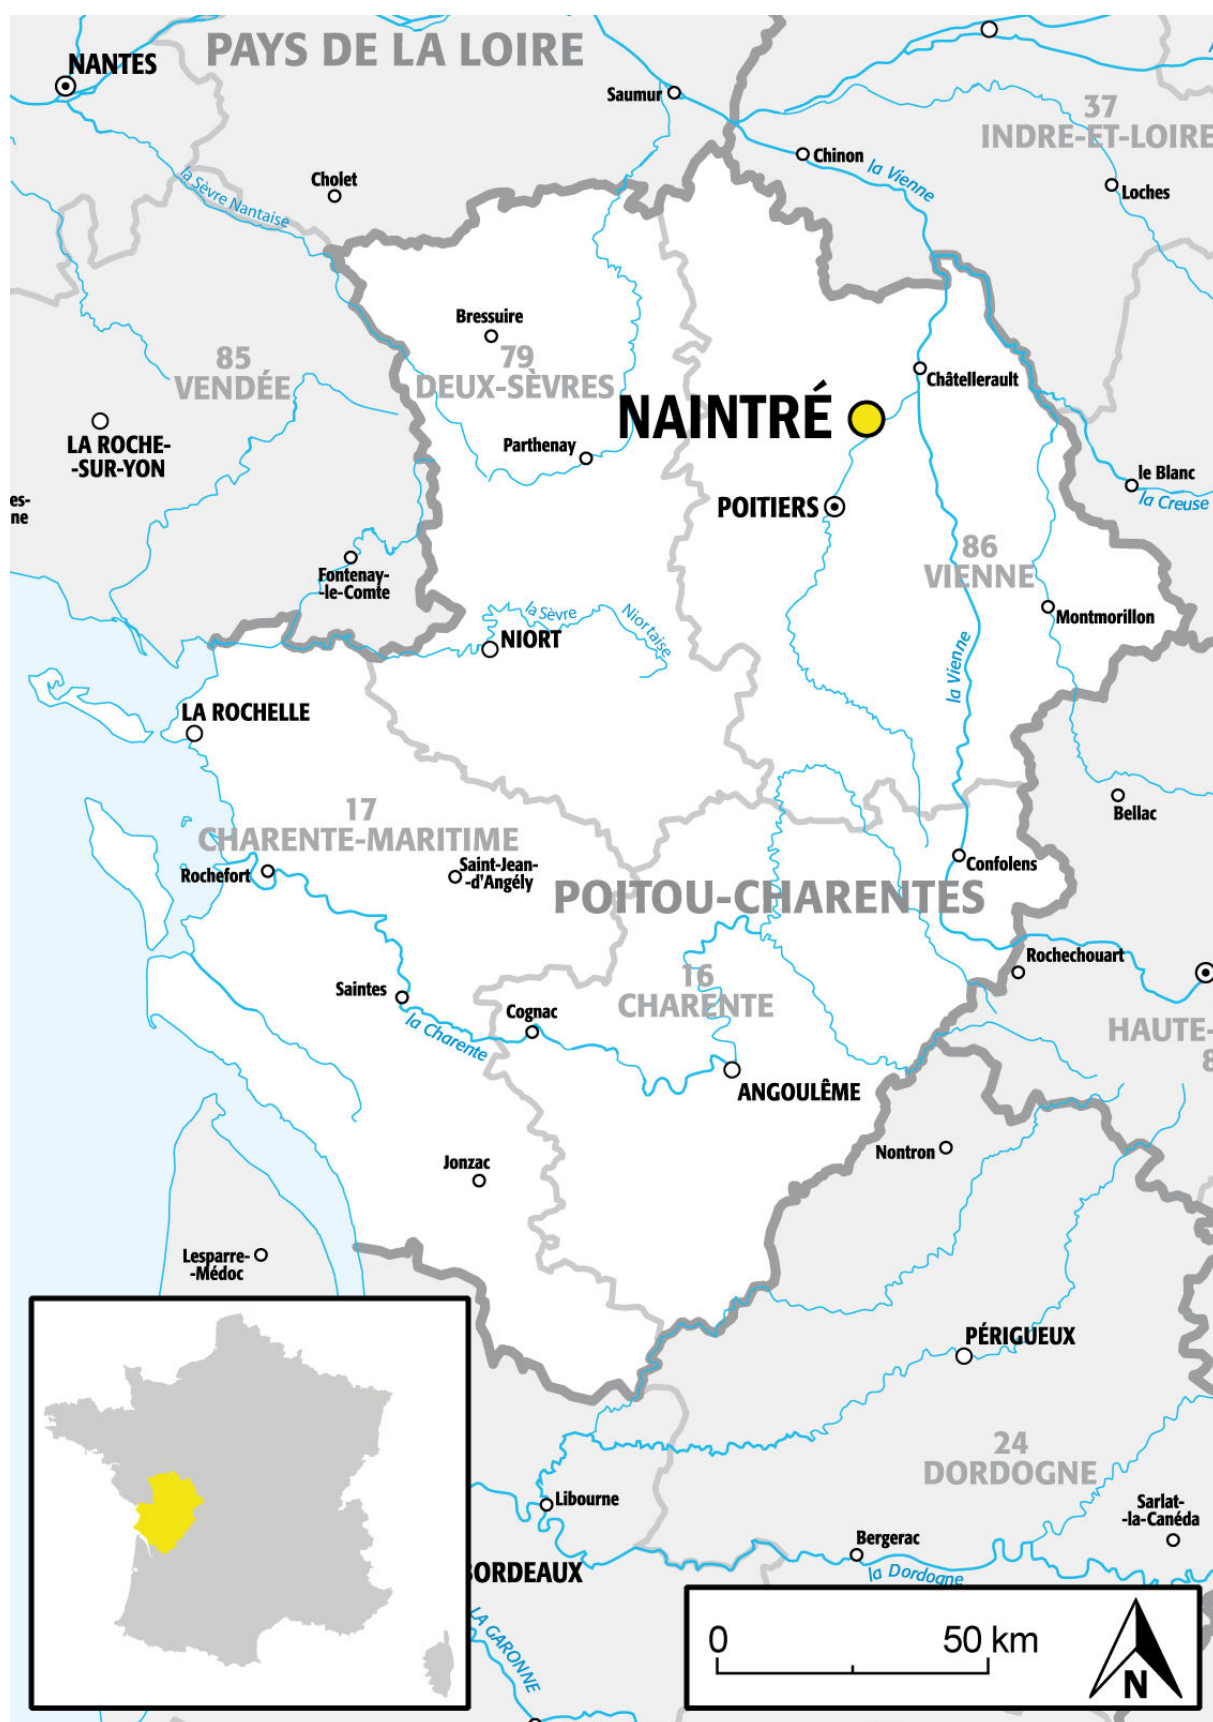 PAYS DE LA LOIRE
NANTES
Saumur
37
INDRE-ET-LOIRE
Chinon
la Vienne
Loches
Cholet
la Sèvre Nantaise
Bressuire
85
VENDÉE
79
DEUX-SÈVRES
Châtellerault
NAINTRÉ
LA ROCHE-
-SUR-YON
Parthenay
le Blanc
la Creuse
es-
ne
POITIERS
86
VIENNE
Fontenay-
-le-Comte
la Sèvre
Niortaise
Montmorillon
NIORT
la Vienne
LA ROCHELLE
17
CHARENTE-MARITIME
Bellac
Rochefort
Saint-Jean-
-d'Angély
Confolens
POITOU-CHARENTES
Rochechouart
16
CHARENTE
Saintes
Cognac
la Charente
HAUTE-
8
ANGOULÊME
Jonzac
Nontron
Lesparre-
-Médoc
PÉRIGUEUX
24
DORDOGNE
Libourne
Sarlat-
-la-Canéda
Bergerac
la Dordogne
BORDEAUX
LA GARONNE
0
50 km
N